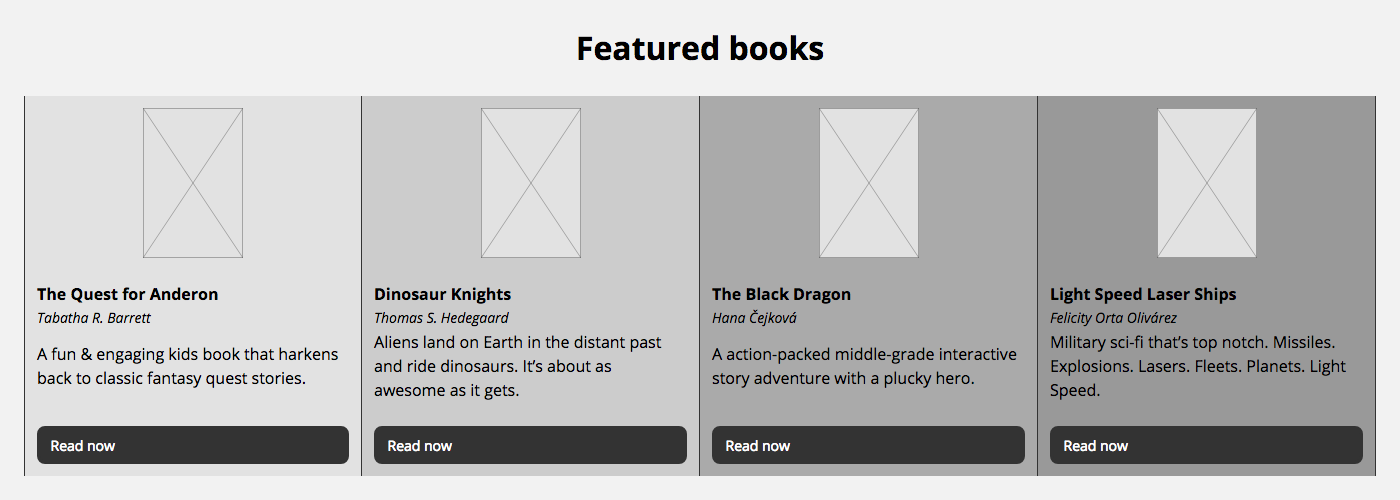 Featured books
The Quest for Anderon
Tabatha R. Barrett
A fun & engaging kids book that harkens
back to classic fantasy quest stories.
Read now
Dinosaur Knights
Thomas S. Hedegaard
Aliens land on Earth in the distant past
and ride dinosaurs. It’s about as
awesome as it gets.
Read now
The Black Dragon
Hana Čejková
A action-packed middle-grade interactive
story adventure with a plucky hero.
Read now
Light Speed Laser Ships
Felicity Orta Olivárez
Military sci-fi that’s top notch. Missiles.
Explosions. Lasers. Fleets. Planets. Light
Speed.
Read now